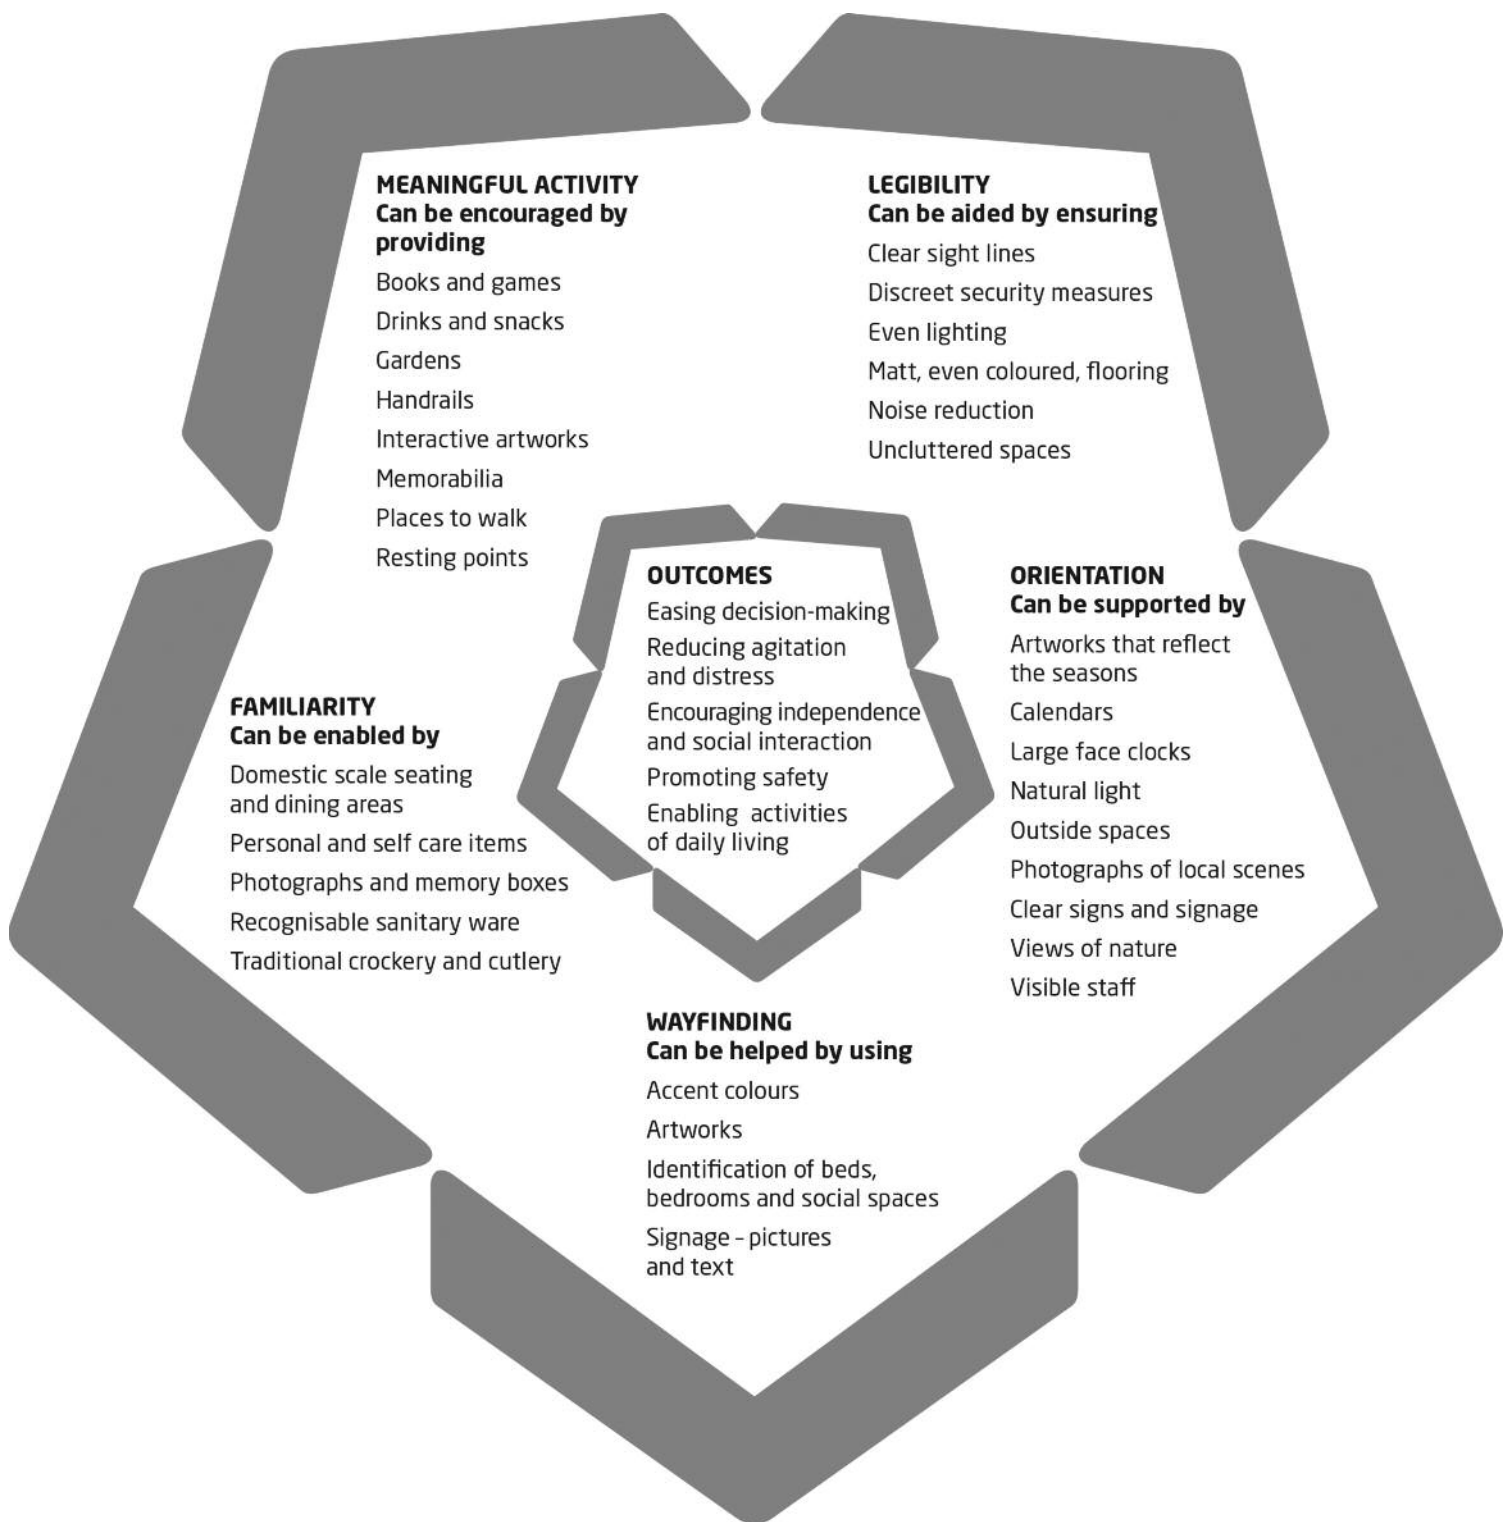 MEANINGFUL ACTIVITY
Can be encouraged by
providing
Books and games
Drinks and snacks
Gardens
Handrails
Interactive artworks
Memorabilia
Places to walk
Resting points
LEGIBILITY
Can be aided by ensuring
Clear sight lines
Discreet security measures
Even lighting
Matt, even coloured, flooring
Noise reduction
Uncluttered spaces
OUTCOMES
Easing decision-making
Reducing agitation
and distress
Encouraging independence
and social interaction
Promoting safety
Enabling activities
of daily living
ORIENTATION
Can be supported by
Artworks that reflect
the seasons
Calendars
Large face clocks
Natural light
Outside spaces
Photographs of local scenes
Clear signs and signage
Views of nature
Visible staff
FAMILIARITY
Can be enabled by
Domestic scale seating
and dining areas
Personal and self care items
Photographs and memory boxes
Recognisable sanitary ware
Traditional crockery and cutlery
WAYFINDING
Can be helped by using
Accent colours
Artworks
Identification of beds,
bedrooms and social spaces
Signage – pictures
and text